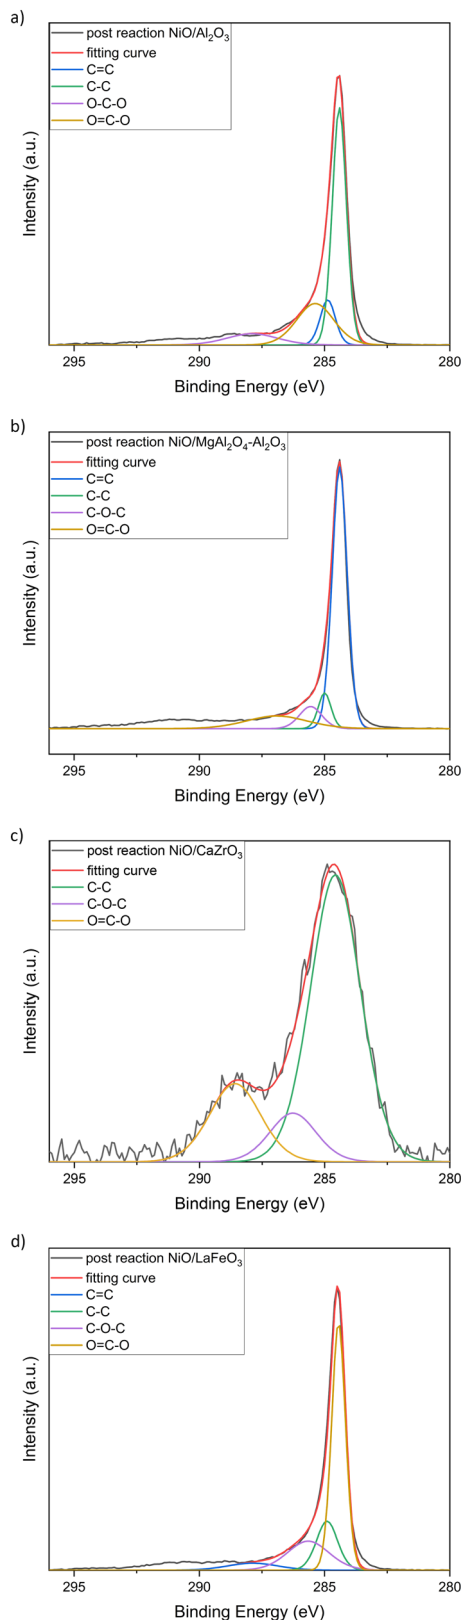 a)
post reaction NiO/Al₂O₃
fitting curve
C=C
C-C
O-C-O
O=C-O
Intensity (a.u.)
295 290 285 280
Binding Energy (eV)
b)
post reaction NiO/MgAl₂O₄-Al₂O₃
fitting curve
C=C
C-C
C-O-C
O=C-O
Intensity (a.u.)
295 290 285 280
Binding Energy (eV)
c)
post reaction NiO/CaZrO₃
fitting curve
C-C
C-O-C
O=C-O
Intensity (a.u.)
295 290 285 280
Binding Energy (eV)
d)
post reaction NiO/LaFeO₃
fitting curve
C=C
C-C
C-O-C
O=C-O
Intensity (a.u.)
295 290 285 280
Binding Energy (eV)